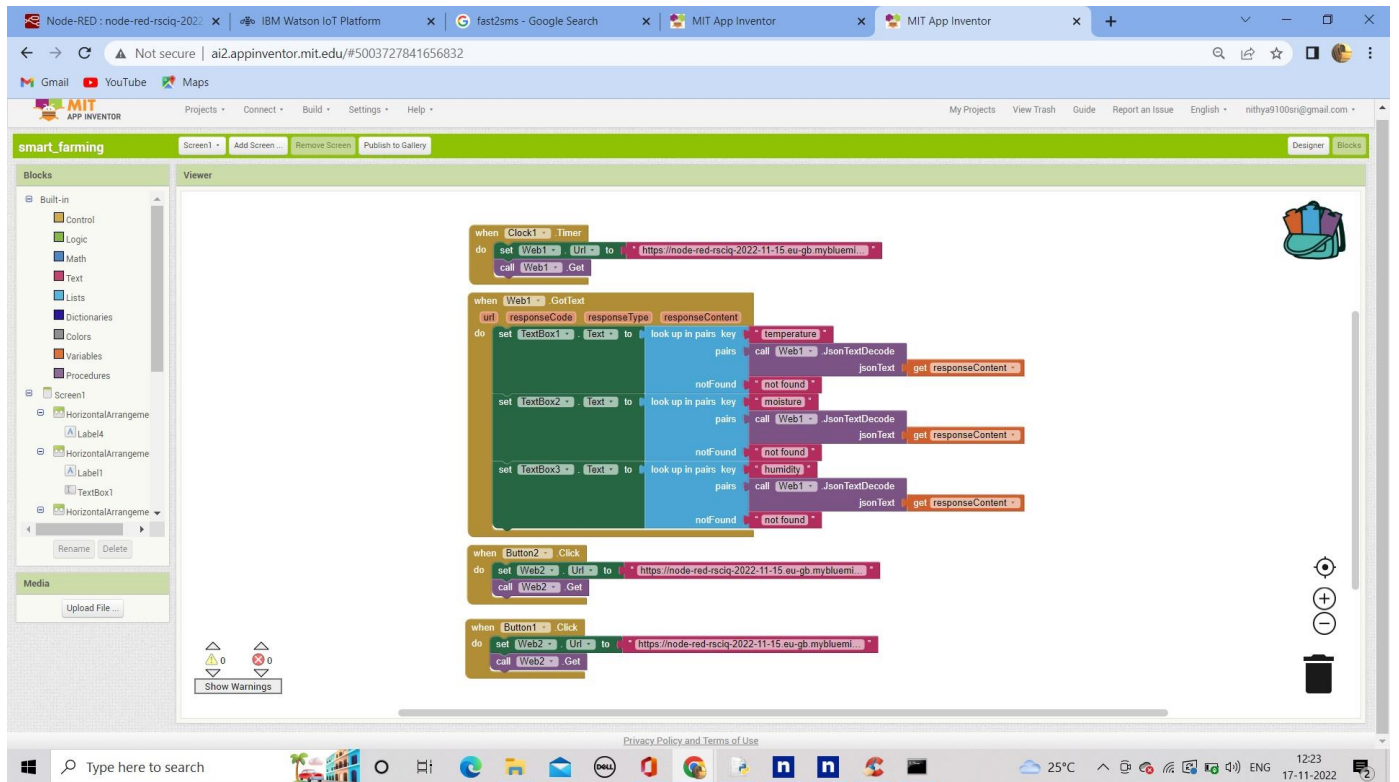 Node-RED : node-red-rsciq-2022
IBM Watson IoT Platform
fast2sms - Google Search
MIT App Inventor
MIT App Inventor
Not secure | ai2.appinventor.mit.edu/#5003727841656832
Gmail YouTube Maps
MIT
APP INVENTOR
Projects Connect Build Settings Help My Projects View Trash Guide Report an Issue English nithya9100sri@gmail.com
smart_farming Screen1 Add Screen ... Remove Screen Publish to Gallery Designer Blocks
Blocks
Viewer
Built-in
Control
Logic
Math
Text
Lists
Dictionaries
Colors
Variables
Procedures
Screen1
HorizontalArrangeme
Label4
HorizontalArrangeme
Label1
TextBox1
HorizontalArrangeme
Rename Delete
Media
Upload File ...
when Clock1 .Timer
do set Web1 . Url to " https://node-red-rsciq-2022-11-15.eu-gb.mybluemi... "
call Web1 .Get
when Web1 .GotText
url responseCode responseType responseContent
do set TextBox1 . Text to look up in pairs key " temperature "
pairs call Web1 .JsonTextDecode
jsonText get responseContent
notFound " not found "
set TextBox2 . Text to look up in pairs key " moisture "
pairs call Web1 .JsonTextDecode
jsonText get responseContent
notFound " not found "
set TextBox3 . Text to look up in pairs key " humidity "
pairs call Web1 .JsonTextDecode
jsonText get responseContent
notFound " not found "
when Button2 .Click
do set Web2 . Url to " https://node-red-rsciq-2022-11-15.eu-gb.mybluemi... "
call Web2 .Get
when Button1 .Click
do set Web2 . Url to " https://node-red-rsciq-2022-11-15.eu-gb.mybluemi... "
call Web2 .Get
0 0
Show Warnings
Privacy Policy and Terms of Use
Type here to search
DELL
n n
25°C ENG
12:23
17-11-2022
2